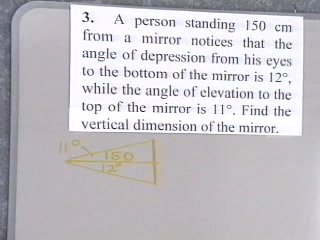 3. A person standing 150 cm
from a mirror notices that the
angle of depression from his eyes
to the bottom of the mirror is 12°,
while the angle of elevation to the
top of the mirror is 11°. Find the
vertical dimension of the mirror.
11°
150
12°